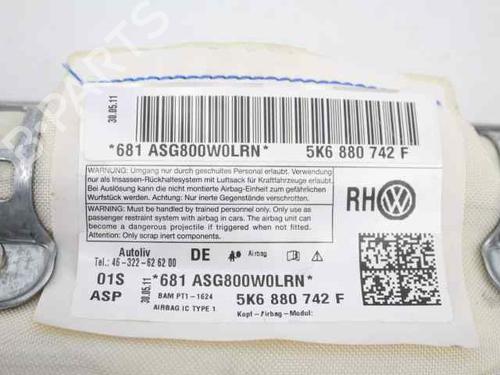 30.05.11
*681 ASG800W0LRN*
5K6 880 742 F
WARNUNG: Umgang nur durch geschultes Personal erlaubt. Verwendung
nur als Insassen-Rückhaltesystem mit Luftsack für Kraftfahrzeuge erlaubt.
Bei Auslösung kann die nicht montierte Airbag-Einheit zum gefährlichen
Wurfstück werden. Achtung: Nur inerte Gegenstände verschrotten.
WARNING: Must be handled by trained personnel only. Only use as
passenger restraint system with airbag in cars. The airbag unit can
become a dangerous projectile if triggered when not installed.
Attention: Only scrap inert components.
RH
Autoliv
Tel.: 46-322-62 62 00
DE
Airbag
01S
ASP
30.05.11
*681 ASG800W0LRN*
BAM PT1-1624
AIRBAG IC TYPE 1
5K6 880 742 F
Kopf-Airbag-Modul: